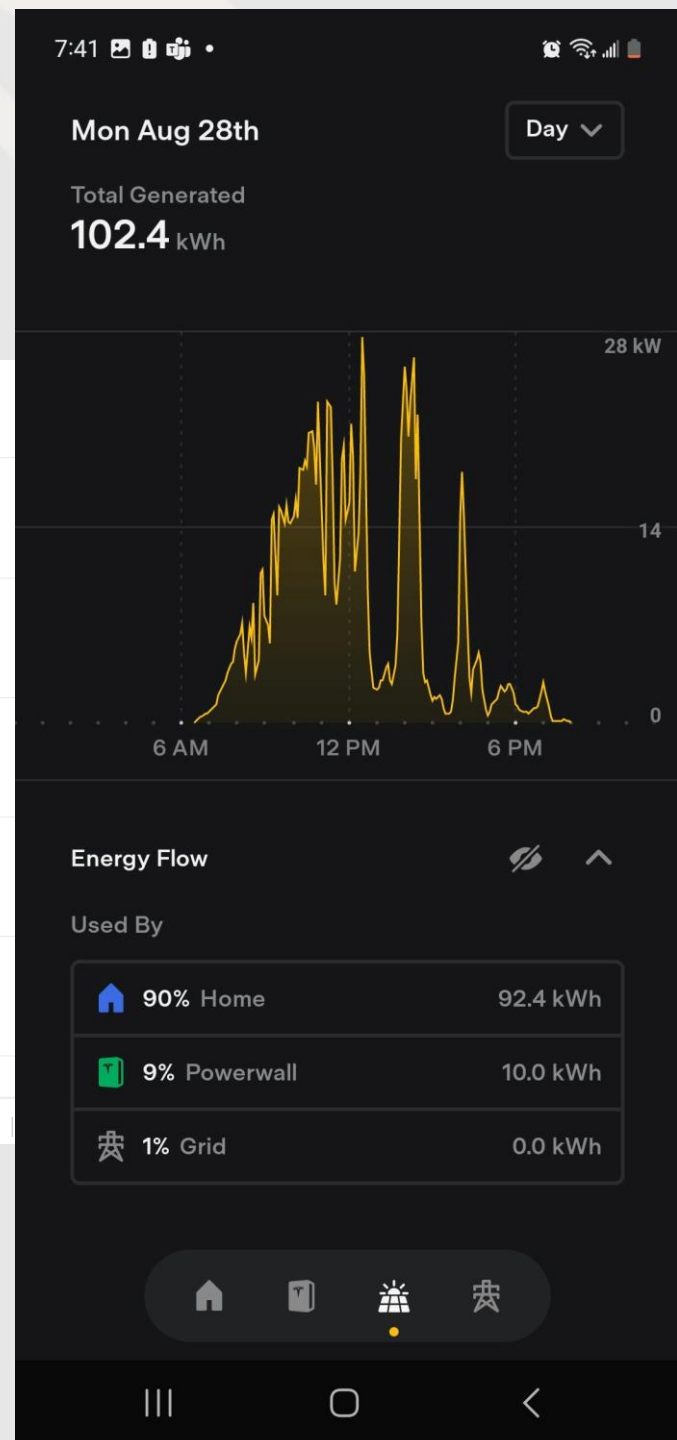 7:41
Mon Aug 28th
Day
Total Generated
102.4 kWh
28 kW
14
0
6 AM 12 PM 6 PM
Energy Flow
Used By
90% Home 92.4 kWh
9% Powerwall 10.0 kWh
1% Grid 0.0 kWh